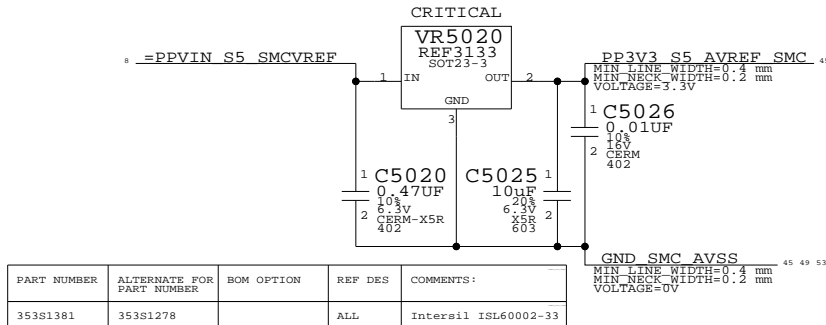 CRITICAL
VR5020
REF3133
SOT23-3
8 =PPVIN_S5_SMCVREF
1 IN OUT 2
GND
3
PP3V3_S5_AVREF_SMC
MIN_LINE_WIDTH=0.4 mm
MIN_NECK_WIDTH=0.2 mm
VOLTAGE=3.3V
1 C5026
0.01UF
10%
16V
2 CERM
402
1 C5020
0.47UF
10%
6.3V
2 CERM-X5R
402
C5025 1
10uF
20%
6.3V 2
X5R
603
GND_SMC_AVSS 45 49 53
MIN_LINE_WIDTH=0.4 mm
MIN_NECK_WIDTH=0.2 mm
VOLTAGE=0V
PART NUMBER ALTERNATE FOR PART NUMBER BOM OPTION REF DES COMMENTS:
353S1381 353S1278 ALL Intersil ISL60002-33